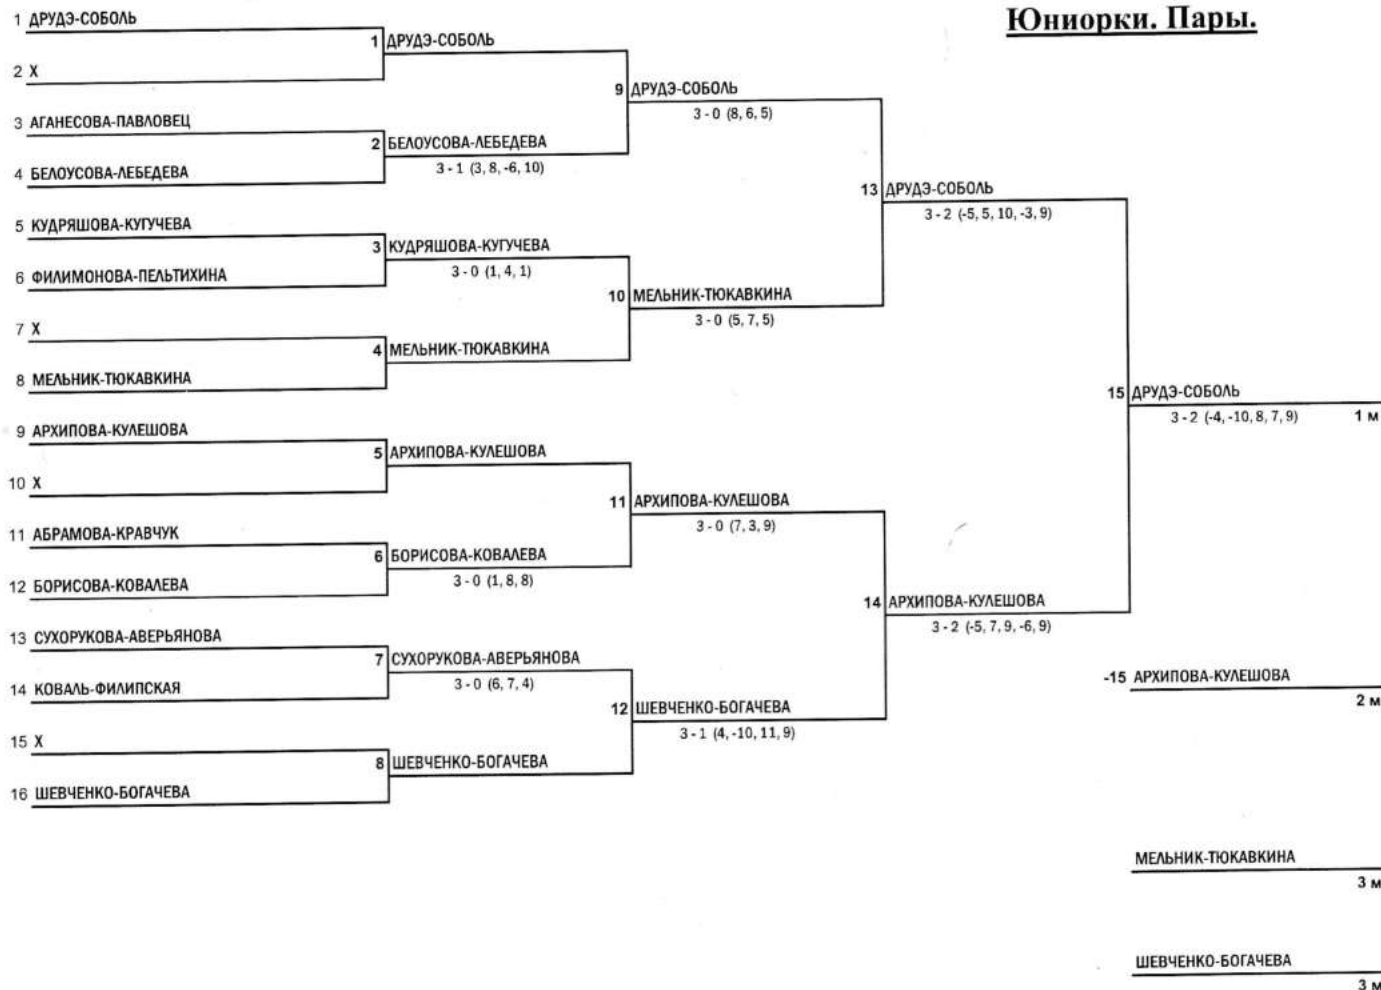 Юниорки. Пары.
1 ДРУДЭ-СОБОЛЬ
1 ДРУДЭ-СОБОЛЬ
2 X
9 ДРУДЭ-СОБОЛЬ
3 - 0 (8, 6, 5)
3 АГАНЕСОВА-ПАВЛОВЕЦ
2 БЕЛОУСОВА-ЛЕБЕДЕВА
3 - 1 (3, 8, -6, 10)
4 БЕЛОУСОВА-ЛЕБЕДЕВА
13 ДРУДЭ-СОБОЛЬ
3 - 2 (-5, 5, 10, -3, 9)
5 КУДРЯШОВА-КУГУЧЕВА
3 КУДРЯШОВА-КУГУЧЕВА
3 - 0 (1, 4, 1)
6 ФИЛИМОНОВА-ПЕЛЬТИХИНА
10 МЕЛЬНИК-ТЮКАВКИНА
3 - 0 (5, 7, 5)
7 X
4 МЕЛЬНИК-ТЮКАВКИНА
8 МЕЛЬНИК-ТЮКАВКИНА
15 ДРУДЭ-СОБОЛЬ
3 - 2 (-4, -10, 8, 7, 9) 1 м
9 АРХИПОВА-КУЛЕШОВА
5 АРХИПОВА-КУЛЕШОВА
10 X
11 АРХИПОВА-КУЛЕШОВА
3 - 0 (7, 3, 9)
11 АБРАМОВА-КРАВЧУК
6 БОРИСОВА-КОВАЛЕВА
3 - 0 (1, 8, 8)
12 БОРИСОВА-КОВАЛЕВА
14 АРХИПОВА-КУЛЕШОВА
3 - 2 (-5, 7, 9, -6, 9)
13 СУХОРУКОВА-АВЕРЬЯНОВА
7 СУХОРУКОВА-АВЕРЬЯНОВА
3 - 0 (6, 7, 4)
14 КОВАЛЬ-ФИЛИПСКАЯ
-15 АРХИПОВА-КУЛЕШОВА
2 м
12 ШЕВЧЕНКО-БОГАЧЕВА
3 - 1 (4, -10, 11, 9)
15 X
8 ШЕВЧЕНКО-БОГАЧЕВА
16 ШЕВЧЕНКО-БОГАЧЕВА
МЕЛЬНИК-ТЮКАВКИНА
3 м
ШЕВЧЕНКО-БОГАЧЕВА
3 м